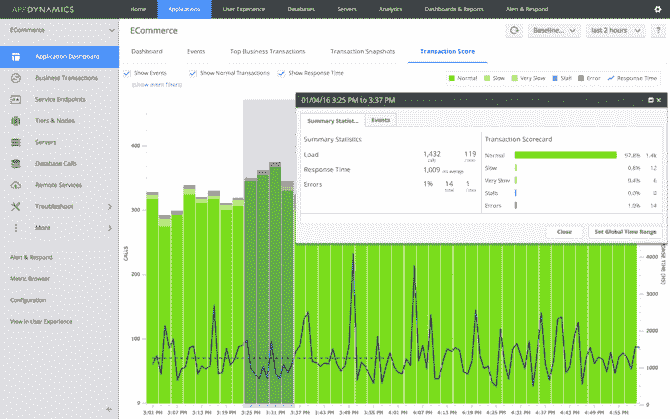 APPDYNAMICS Home Applications User Experience Databases Servers Analytics Dashboards & Reports Alert & Respond
ECommerce
ECommerce
Baseline... last 2 hours ?
Dashboard Events Top Business Transactions Transaction Snapshots Transaction Score
Application Dashboard
Business Transactions
Service Endpoints
Tiers & Nodes
Servers
Database Calls
Remote Services
Troubleshoot
More
Alert & Respond
Metric Browser
Configuration
View in User Experience
Show Events Show Normal Transactions Show Response Time
Normal Slow Very Slow Stall Error Response Time
01/04/16 3:25 PM to 3:37 PM
Summary Statist... Events
Summary Statistics
Load 1,432 calls 119
Response Time 1,009 ms average
Errors 1% 14 1
Transaction Scorecard
Normal 97.8% 1.4k
Slow 0.8% 12
Very Slow 0.4% 6
Stalls 0.0% 0
Errors 1.0% 14
Close Set Global Time Range
400
300
200
100
0
CALLS
4000
3000
2000
1000
0
3:01 PM 3:07 PM 3:13 PM 3:19 PM 3:25 PM 3:31 PM 3:37 PM 3:43 PM 3:49 PM 3:55 PM 4:01 PM 4:07 PM 4:13 PM 4:19 PM 4:25 PM 4:31 PM 4:37 PM 4:43 PM 4:49 PM 4:55 PM